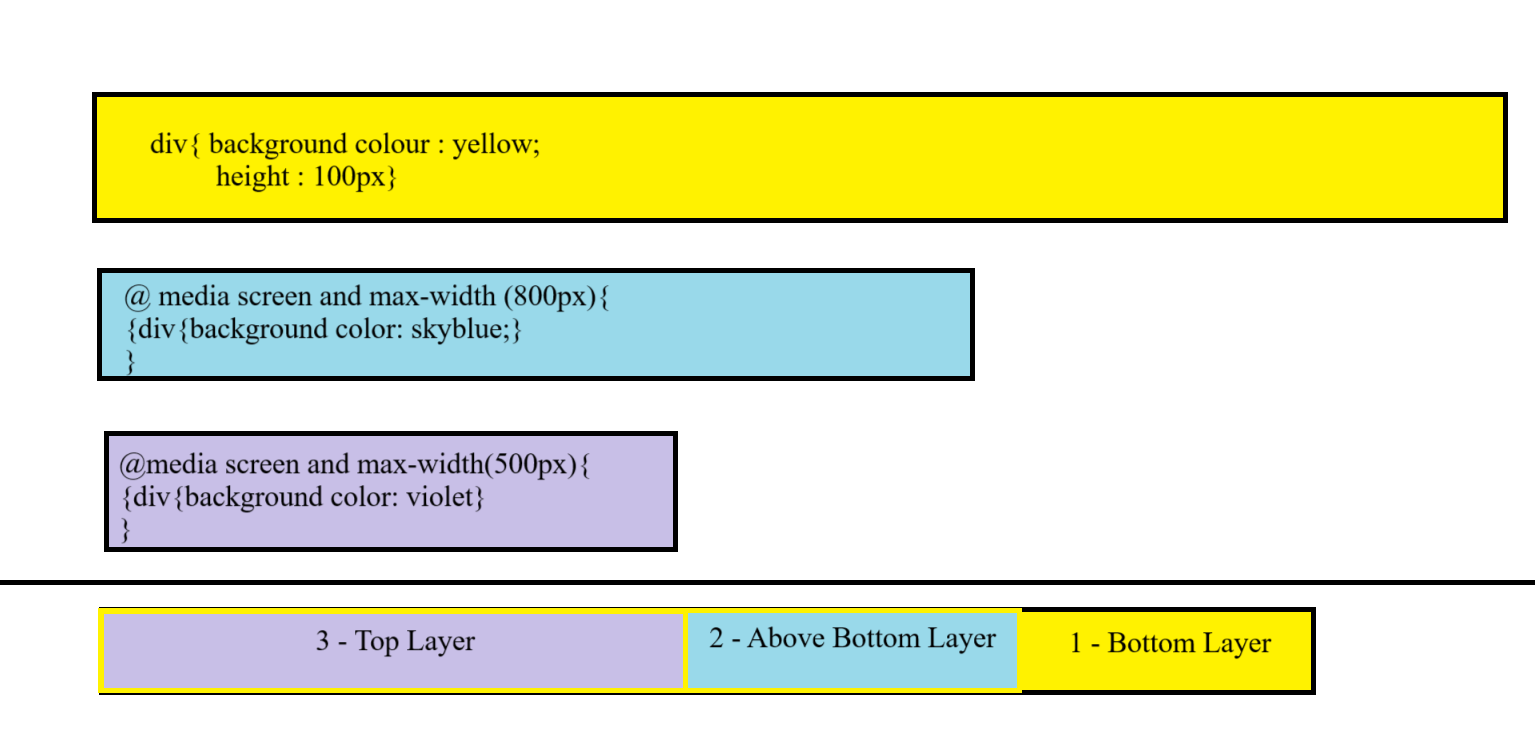 div{ background colour : yellow;
height : 100px}
@ media screen and max-width (800px){
{div{background color: skyblue;}
}
@media screen and max-width(500px){
{div{background color: violet}
}
3 - Top Layer
2 - Above Bottom Layer
1 - Bottom Layer